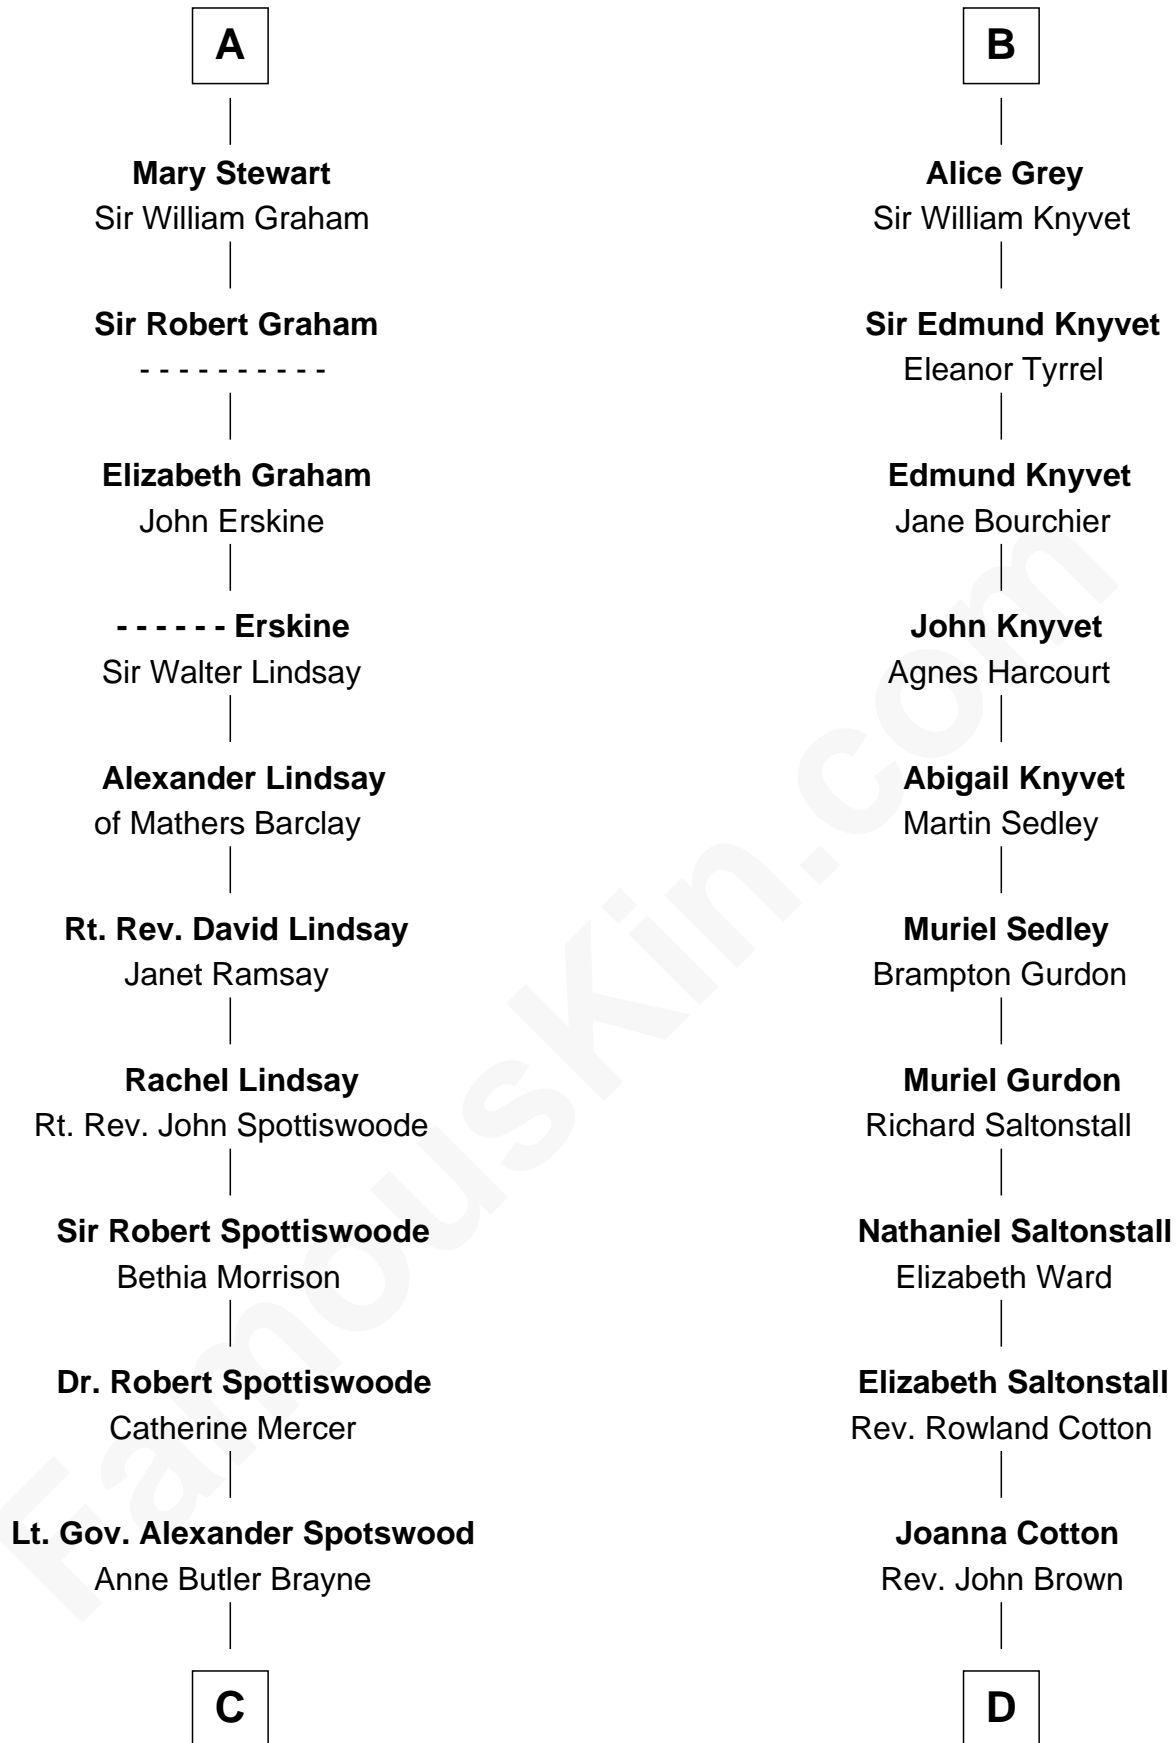 A
Mary Stewart
Sir William Graham
Sir Robert Graham
- - - - - - - - - -
Elizabeth Graham
John Erskine
- - - - - - Erskine
Sir Walter Lindsay
Alexander Lindsay
of Mathers Barclay
Rt. Rev. David Lindsay
Janet Ramsay
Rachel Lindsay
Rt. Rev. John Spottiswoode
Sir Robert Spottiswoode
Bethia Morrison
Dr. Robert Spottiswoode
Catherine Mercer
Lt. Gov. Alexander Spotswood
Anne Butler Brayne
C
B
Alice Grey
Sir William Knyvet
Sir Edmund Knyvet
Eleanor Tyrrel
Edmund Knyvet
Jane Bourchier
John Knyvet
Agnes Harcourt
Abigail Knyvet
Martin Sedley
Muriel Sedley
Brampton Gurdon
Muriel Gurdon
Richard Saltonstall
Nathaniel Saltonstall
Elizabeth Ward
Elizabeth Saltonstall
Rev. Rowland Cotton
Joanna Cotton
Rev. John Brown
D
FamousKin.com